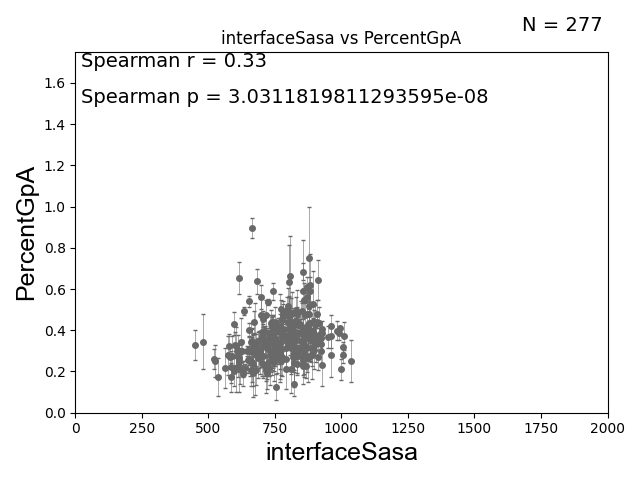 N = 277
interfaceSasa vs PercentGpA
Spearman r = 0.33
Spearman p = 3.0311819811293595e-08
PercentGpA
1.6
1.4
1.2
1.0
0.8
0.6
0.4
0.2
0.0
0 250 500 750 1000 1250 1500 1750 2000
interfaceSasa